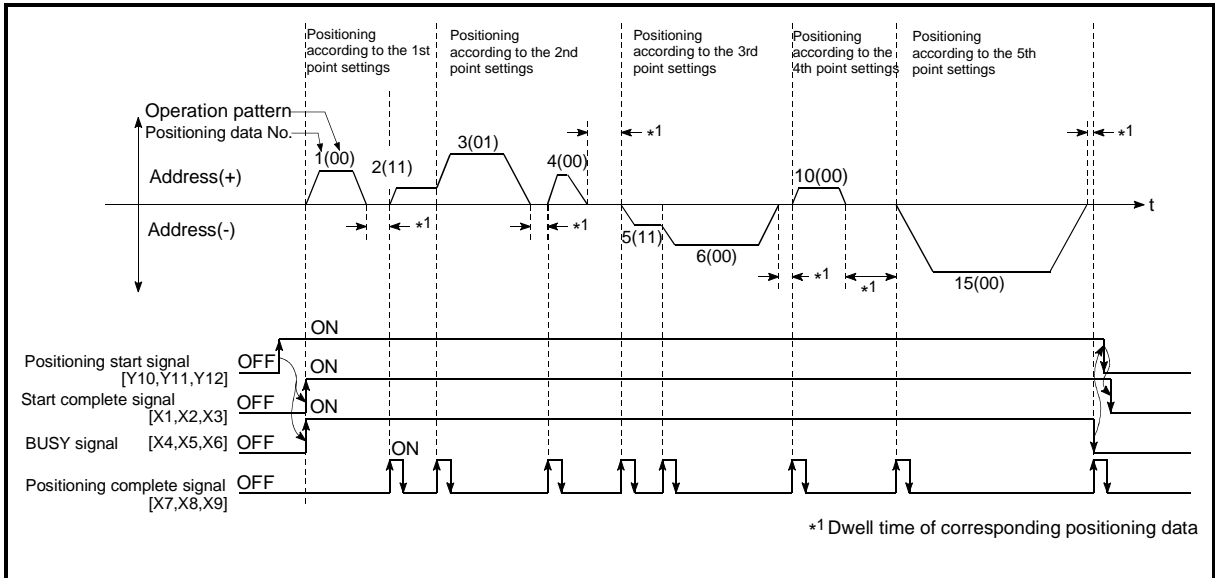 Positioning
according to the 1st
point settings
Positioning
according to the 2nd
point settings
Positioning
according to the 3rd
point settings
Positioning
according to the
4th point settings
Positioning
according to the 5th
point settings
Operation pattern
Positioning data No.
1(00)
2(11)
3(01)
4(00)
*1
10(00)
*1
Address(+)
t
Address(-)
*1
*1
5(11)
6(00)
*1
*1
15(00)
ON
Positioning start signal
[Y10,Y11,Y12]
OFF
ON
Start complete signal
[X1,X2,X3]
OFF
ON
BUSY signal [X4,X5,X6] OFF
ON
Positioning complete signal
[X7,X8,X9]
OFF
*1 Dwell time of corresponding positioning data